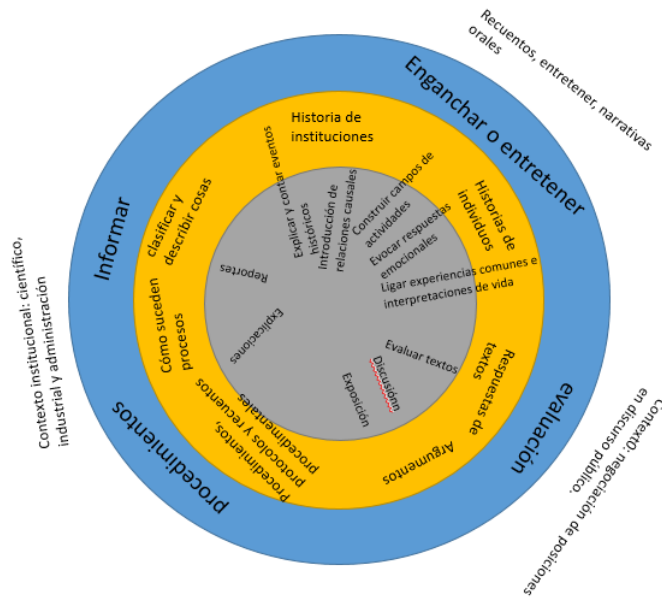 Recuentos, entretener, narrativas
orales
Enganchar o entretener
Informar
procedimientos
evaluación
Contexto institucional: científico,
industrial y administración
Context0: negociación de posiciones
en discurso público.
Historia de
instituciones
Historias de
individuos
clasificar y
describir cosas
Cómo suceden
procesos
Procedimientos,
protocolos y recuentos
procedimentales
Argumentos
Respuestas de
textos
Explicar y contar eventos
históricos
Introducción de
relaciones causales
Construir campos de
actividades
Evocar respuestas
emocionales
Ligar experiencias comunes e
interpretaciones de vida
Reportes
Explicaciones
Evaluar textos
Discusiónn
Exposición